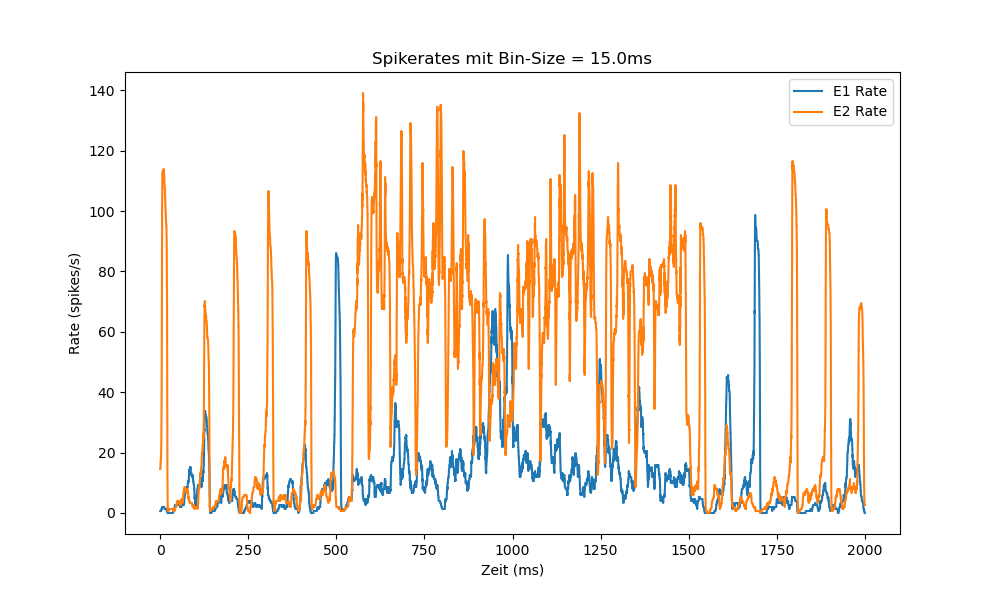 Spikerates mit Bin-Size = 15.0ms
E1 Rate
E2 Rate
Rate (spikes/s)
140
120
100
80
60
40
20
0
0 250 500 750 1000 1250 1500 1750 2000
Zeit (ms)